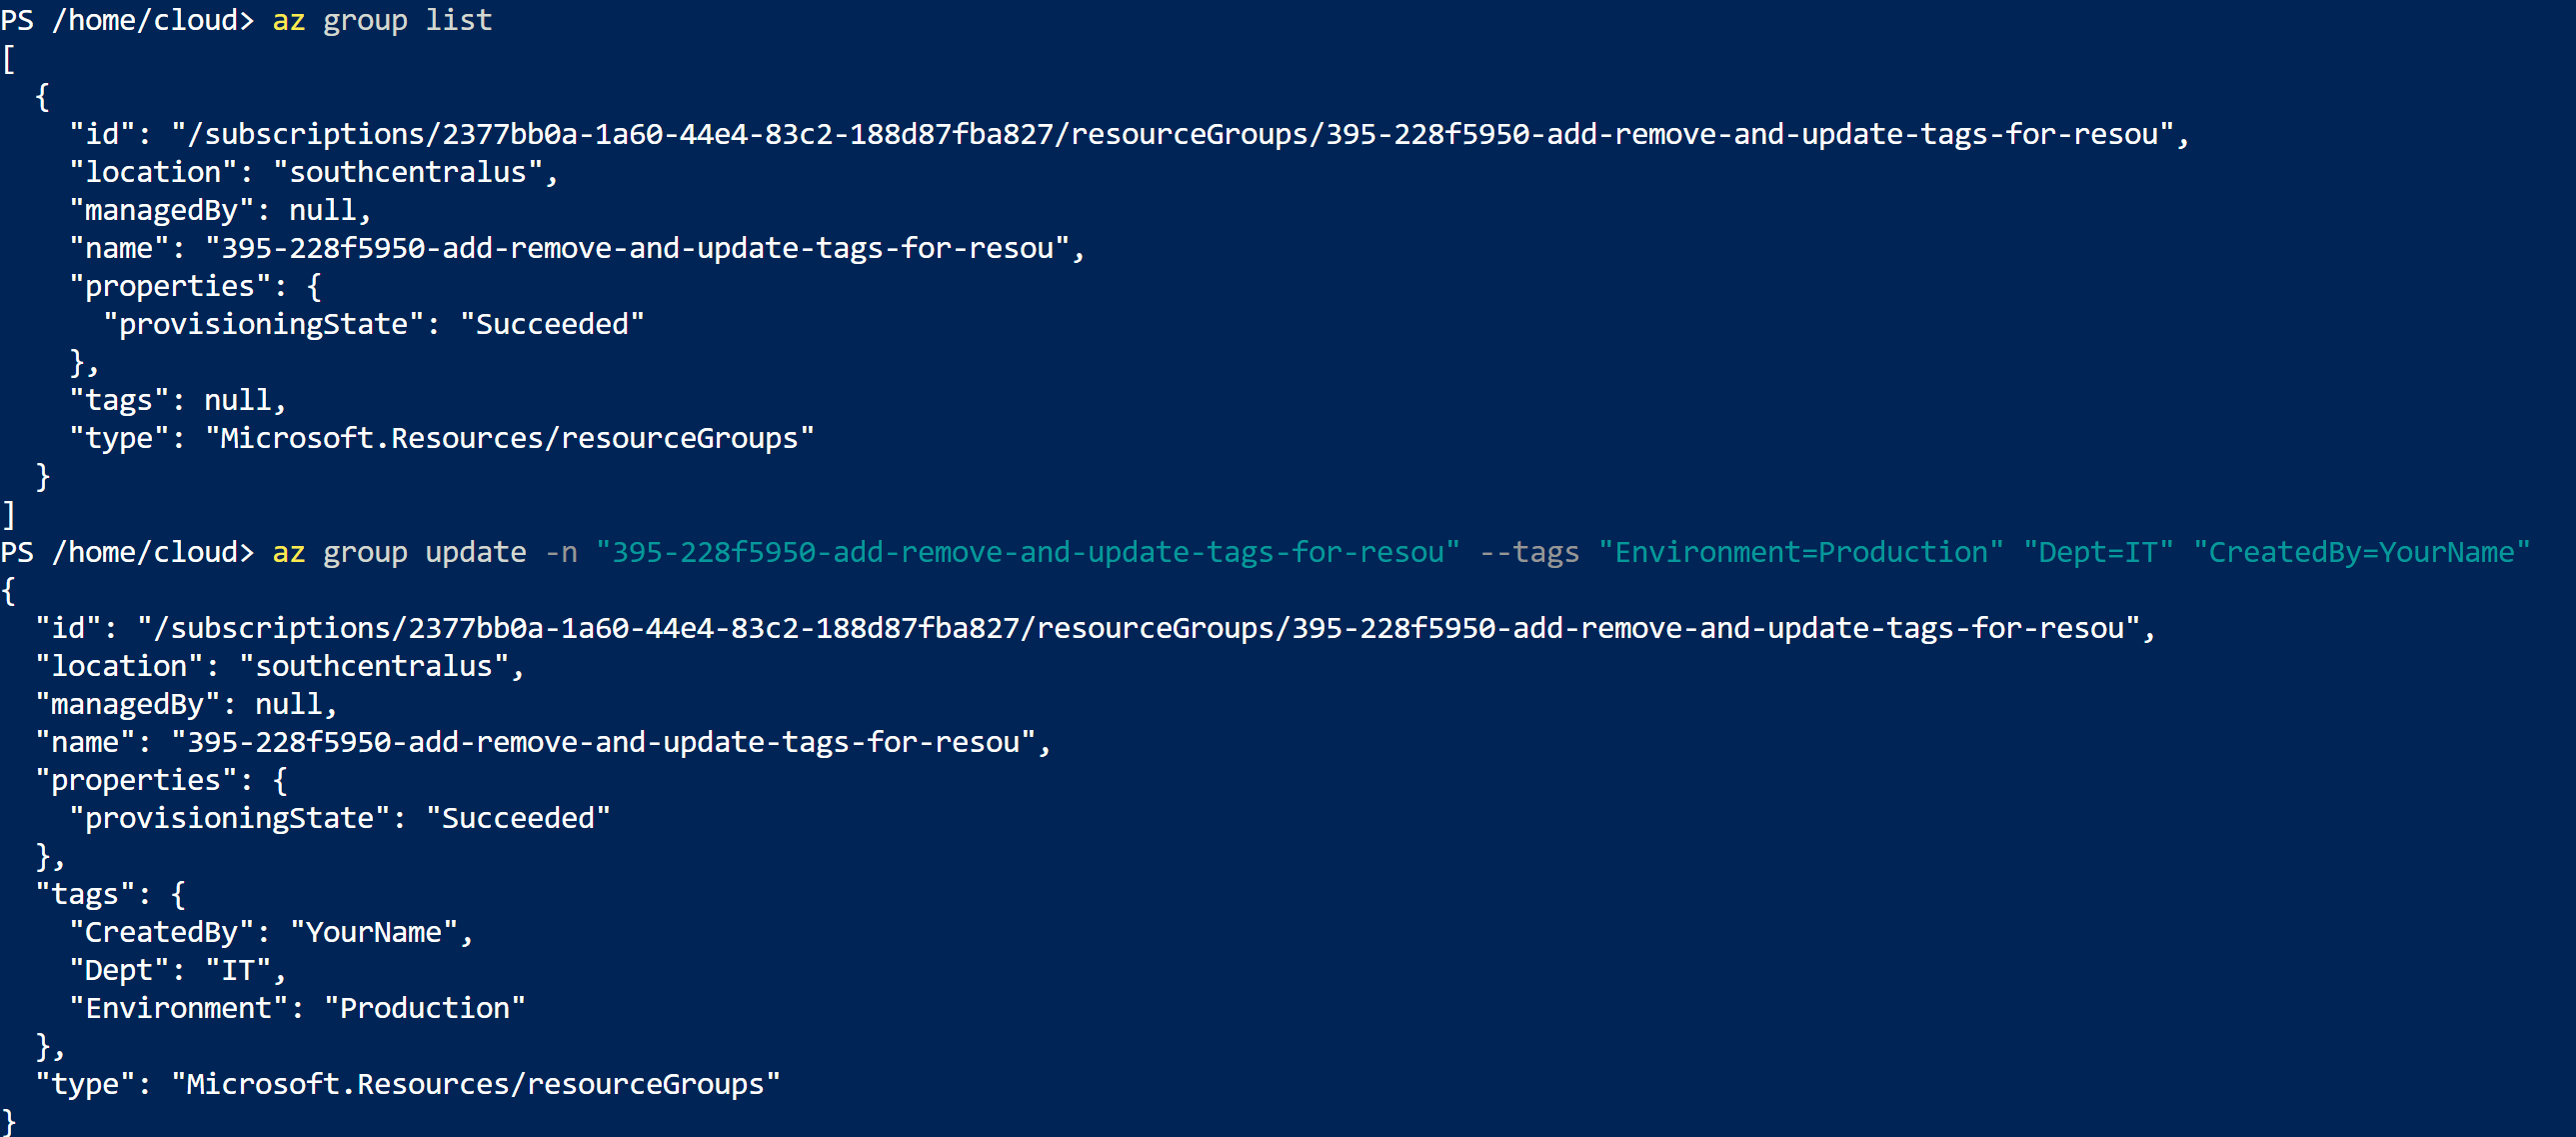 PS /home/cloud> az group list
[
  {
    "id": "/subscriptions/2377bb0a-1a60-44e4-83c2-188d87fba827/resourceGroups/395-228f5950-add-remove-and-update-tags-for-resou",
    "location": "southcentralus",
    "managedBy": null,
    "name": "395-228f5950-add-remove-and-update-tags-for-resou",
    "properties": {
      "provisioningState": "Succeeded"
    },
    "tags": null,
    "type": "Microsoft.Resources/resourceGroups"
  }
]
PS /home/cloud> az group update -n "395-228f5950-add-remove-and-update-tags-for-resou" --tags "Environment=Production" "Dept=IT" "CreatedBy=YourName"
{
  "id": "/subscriptions/2377bb0a-1a60-44e4-83c2-188d87fba827/resourceGroups/395-228f5950-add-remove-and-update-tags-for-resou",
  "location": "southcentralus",
  "managedBy": null,
  "name": "395-228f5950-add-remove-and-update-tags-for-resou",
  "properties": {
    "provisioningState": "Succeeded"
  },
  "tags": {
    "CreatedBy": "YourName",
    "Dept": "IT",
    "Environment": "Production"
  },
  "type": "Microsoft.Resources/resourceGroups"
}